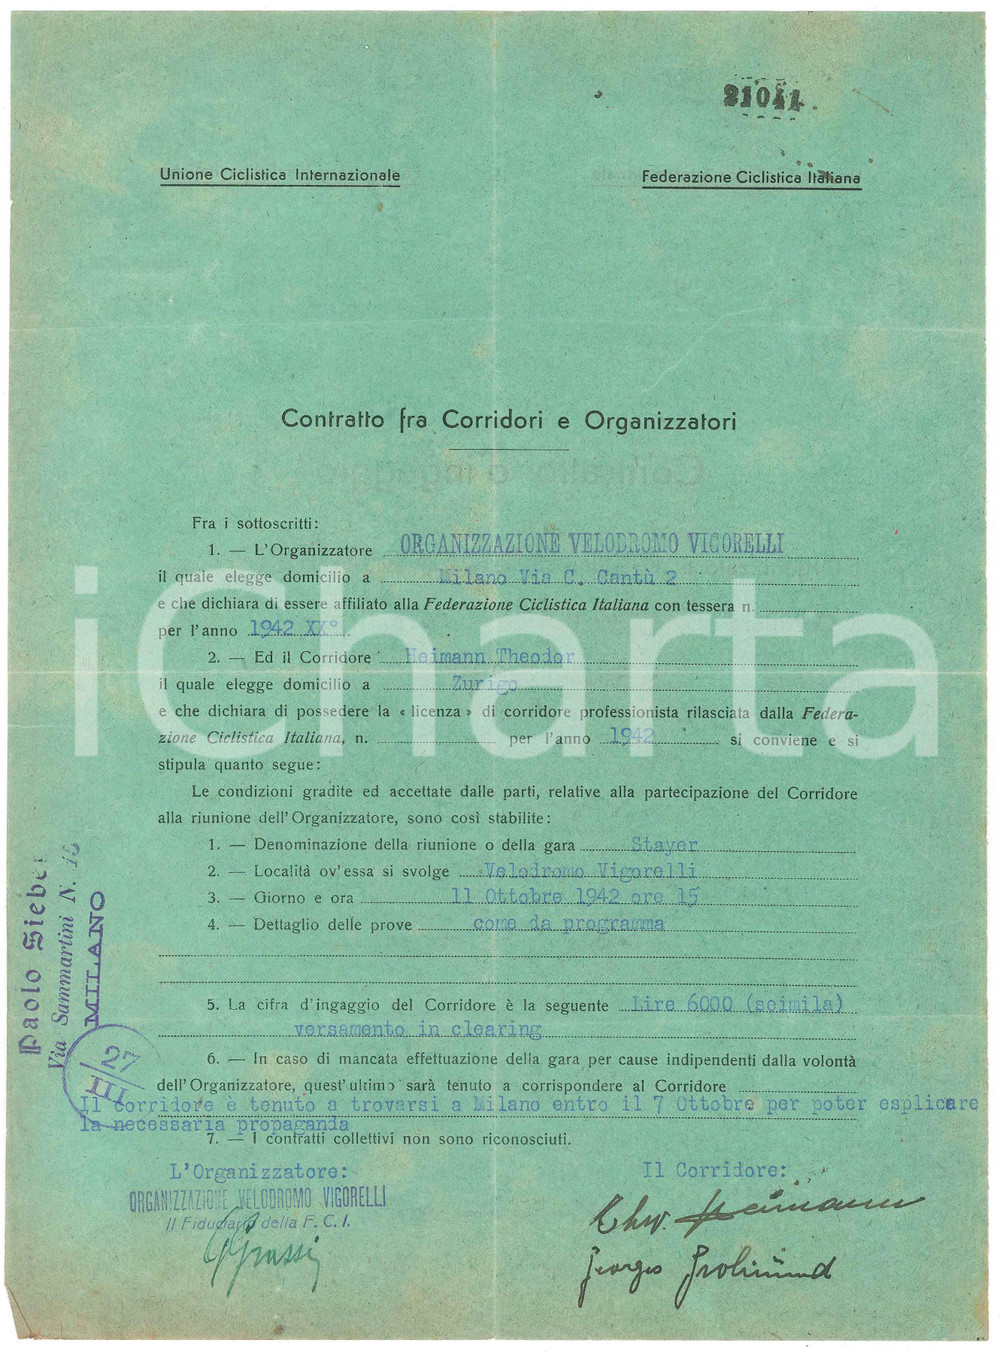 21041.
Unione Ciclistica Internazionale
Federazione Ciclistica Italiana
Contratto fra Corridori e Organizzatori
Fra i sottoscritti:
1. — L'Organizzatore ORGANIZZAZIONE VELODROMO VIGORELLI
il quale elegge domicilio a Milano Via C. Cantù 2
e che dichiara di essere affiliato alla Federazione Ciclistica Italiana con tessera n.
per l'anno 1942 XX°.
2. — Ed il Corridore Heimann Theodor
il quale elegge domicilio a Zurigo
e che dichiara di possedere la « licenza » di corridore professionista rilasciata dalla Federa-
zione Ciclistica Italiana, n. per l'anno 1942 si conviene e si
stipula quanto segue:
Le condizioni gradite ed accettate dalle parti, relative alla partecipazione del Corridore
alla riunione dell'Organizzatore, sono così stabilite:
1. — Denominazione della riunione o della gara Stayer
2. — Località ov'essa si svolge Velodromo Vigorelli
3. — Giorno e ora 11 Ottobre 1942 ore 15
4. — Dettaglio delle prove come da programma
5. La cifra d'ingaggio del Corridore è la seguente Lire 6000 (seimila)
versamento in clearing
6. — In caso di mancata effettuazione della gara per cause indipendenti dalla volontà
dell'Organizzatore, quest'ultimo sarà tenuto a corrispondere al Corridore
Il corridore è tenuto a trovarsi a Milano entro il 7 Ottobre per poter esplicare
la necessaria propaganda
7. — I contratti collettivi non sono riconosciuti.
L'Organizzatore:
Il Corridore:
ORGANIZZAZIONE VELODROMO VIGORELLI
Il Fiduciario della F. C. I.
Grassi
Heimann
Georges Grolimund
Paolo
Via Sammartini N.
MILANO
27
III
iCharta